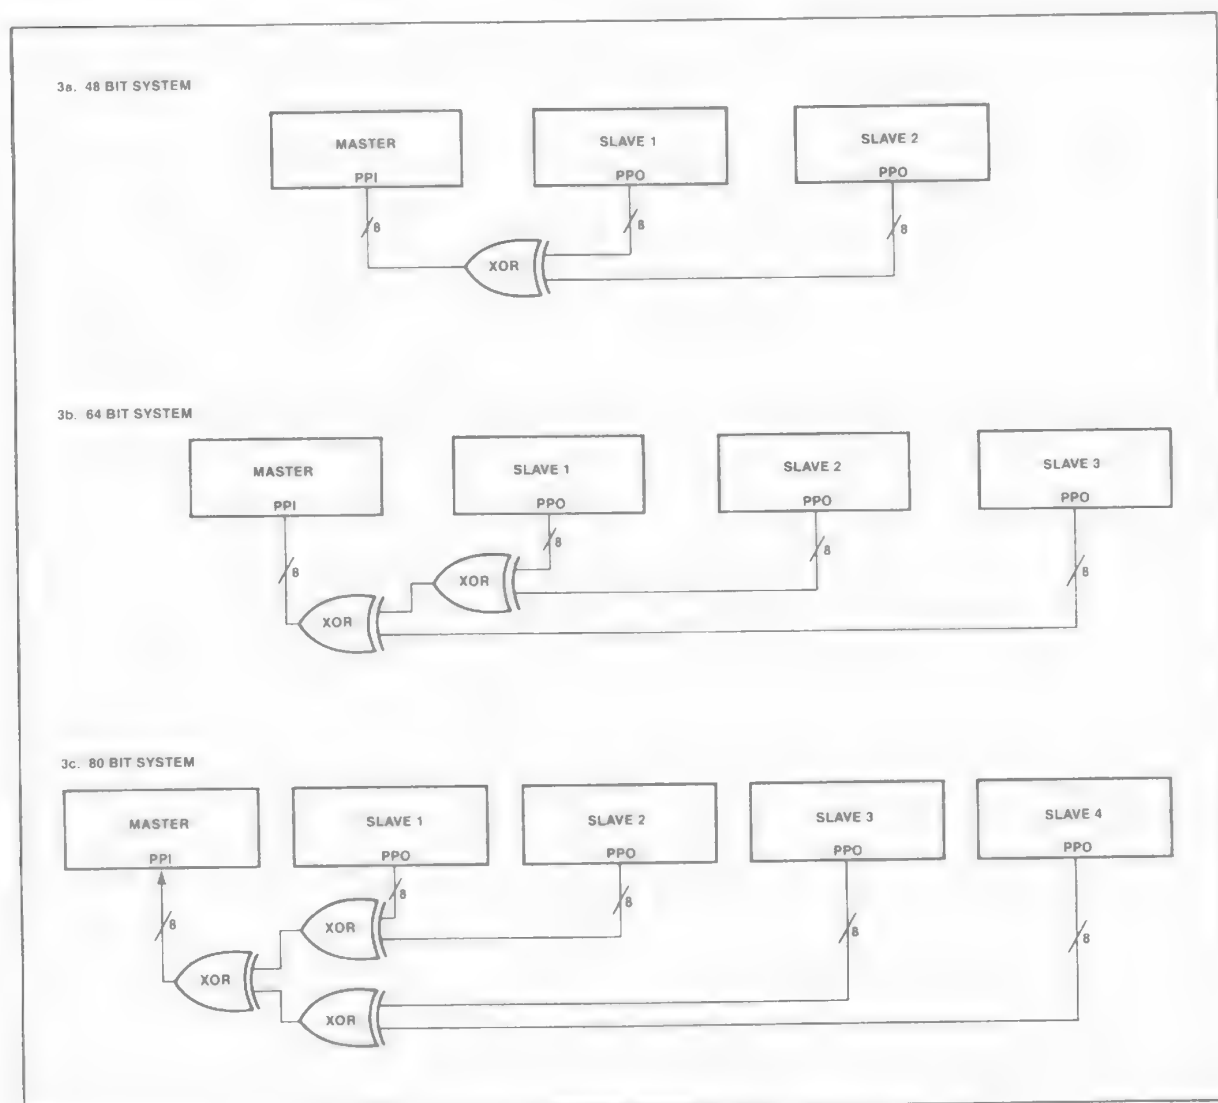 3a. 48 BIT SYSTEM
MASTER
PPI
SLAVE 1
PPO
SLAVE 2
PPO
8
8
8
XOR
3b. 64 BIT SYSTEM
MASTER
PPI
SLAVE 1
PPO
SLAVE 2
PPO
SLAVE 3
PPO
8
8
8
8
XOR
XOR
3c. 80 BIT SYSTEM
MASTER
PPI
SLAVE 1
PPO
SLAVE 2
PPO
SLAVE 3
PPO
SLAVE 4
PPO
8
8
8
8
8
XOR
XOR
XOR